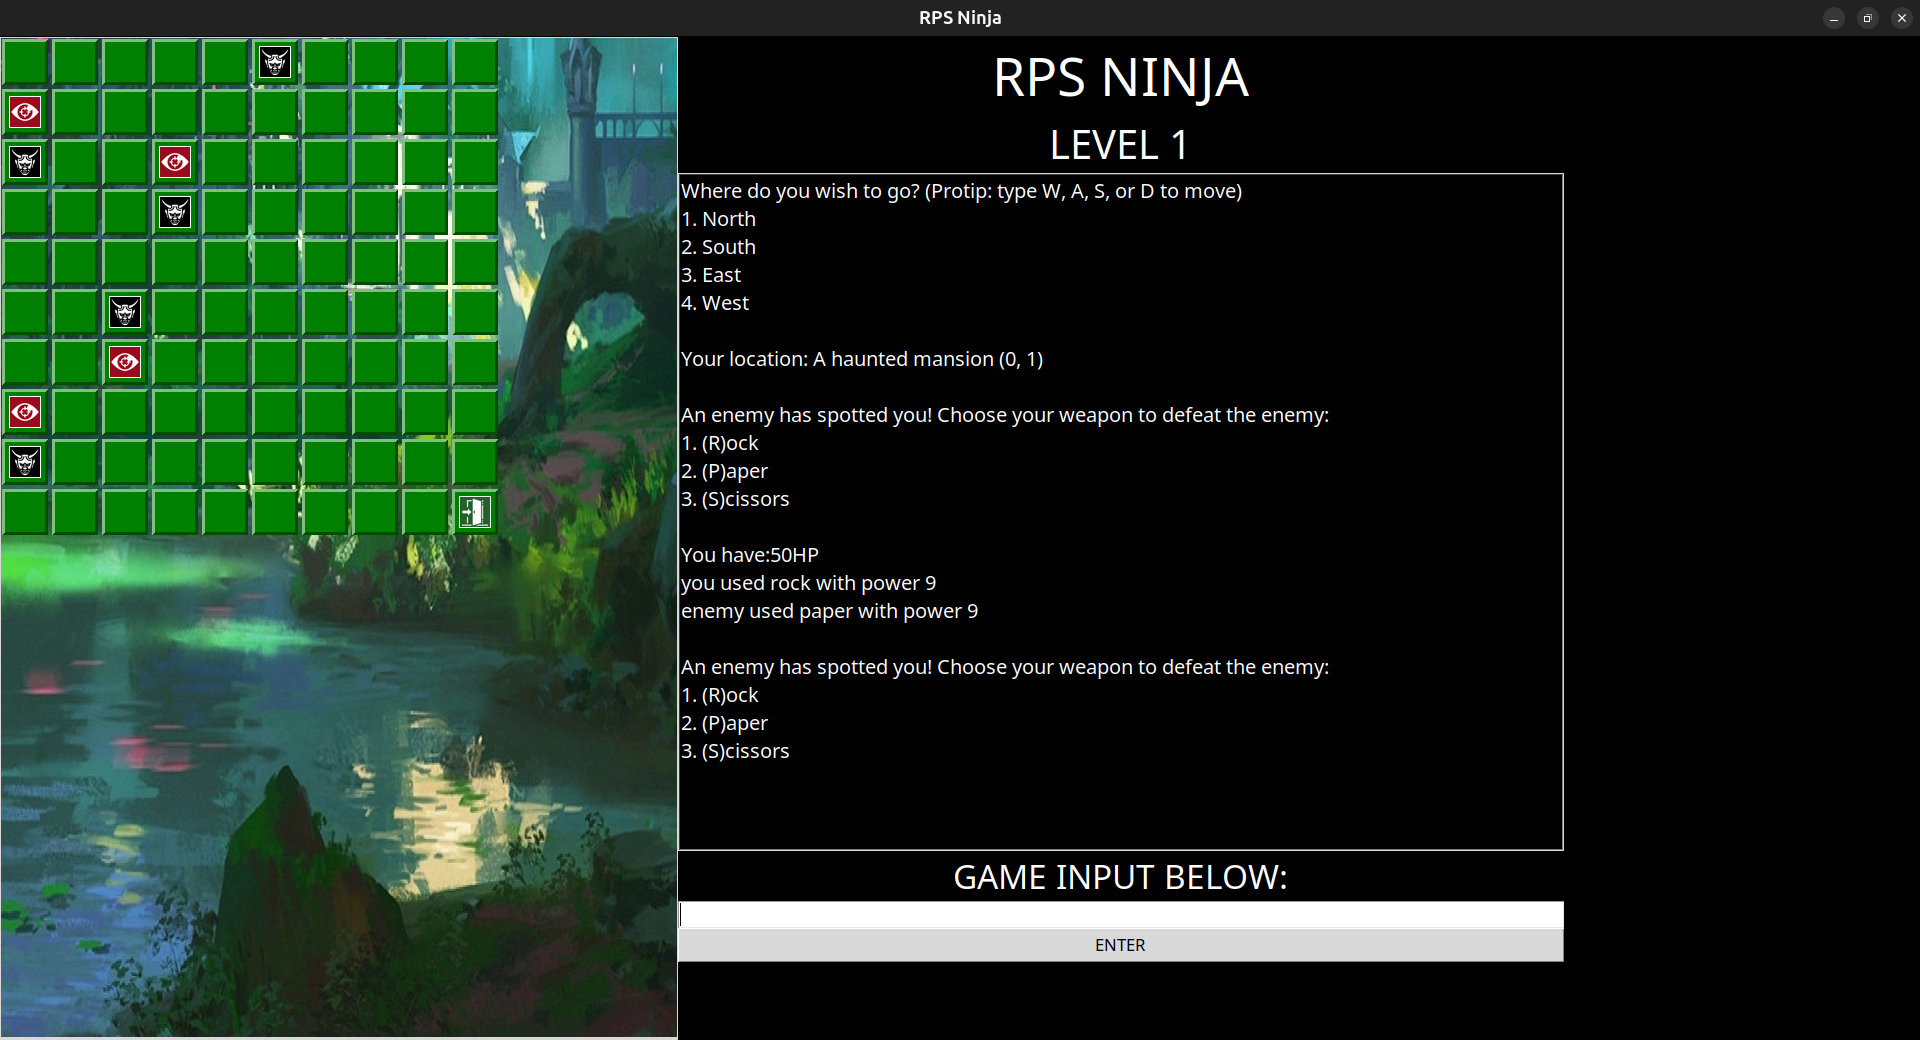 RPS Ninja
RPS NINJA
LEVEL 1
Where do you wish to go? (Protip: type W, A, S, or D to move)
1. North
2. South
3. East
4. West
Your location: A haunted mansion (0, 1)
An enemy has spotted you! Choose your weapon to defeat the enemy:
1. (R)ock
2. (P)aper
3. (S)cissors
You have:50HP
you used rock with power 9
enemy used paper with power 9
An enemy has spotted you! Choose your weapon to defeat the enemy:
1. (R)ock
2. (P)aper
3. (S)cissors
GAME INPUT BELOW:
ENTER